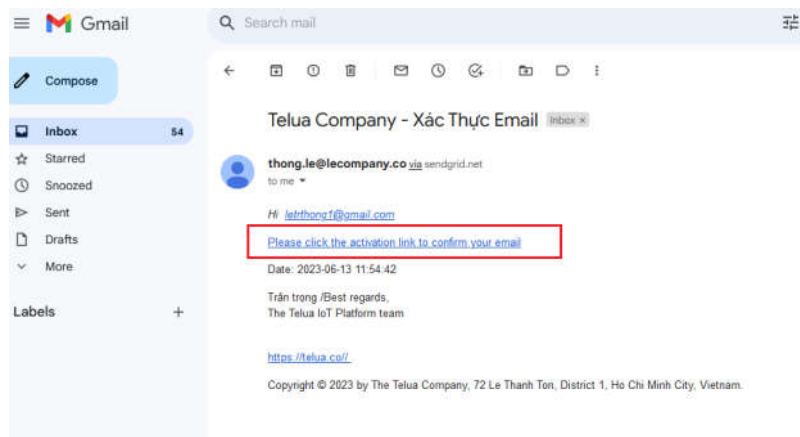 Gmail
Search mail
Compose
Inbox 54
Starred
Snoozed
Sent
Drafts
More
Labels +
Telua Company - Xác Thực Email Inbox ×
thong.le@lecompany.co via sendgrid.net
to me
Hi letrthong1@gmail.com
Please click the activation link to confirm your email
Date: 2023-06-13 11:54:42
Trân trọng /Best regards,
The Telua IoT Platform team
https://telua.co//
Copyright © 2023 by The Telua Company, 72 Le Thanh Ton, District 1, Ho Chi Minh City, Vietnam.